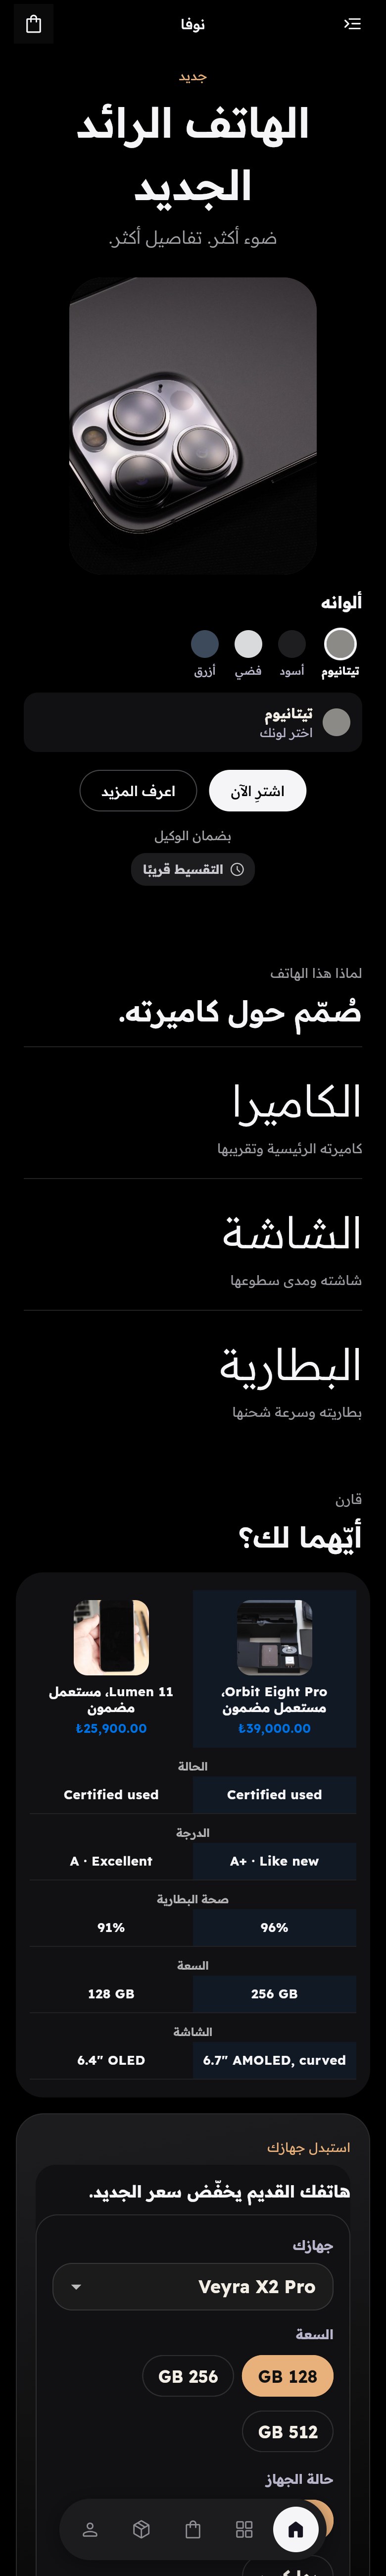 نوفا
جديد
الهاتف الرائد
الجديد
ضوء أكثر. تفاصيل أكثر.
ألوانه
تيتانيوم
أسود
فضي
أزرق
تيتانيوم
اختر لونك
اشترِ الآن
اعرف المزيد
بضمان الوكيل
التقسيط قريبًا
لماذا هذا الهاتف
صُمّم حول كاميرته.
الكاميرا
كاميرته الرئيسية وتقريبها
الشاشة
شاشته ومدى سطوعها
البطارية
بطاريته وسرعة شحنها
قارن
أيّهما لك؟
Orbit Eight Pro،
مستعمل مضمون
₺39,000.00
Lumen 11، مستعمل
مضمون
₺25,900.00
الحالة
Certified used
Certified used
الدرجة
A+ · Like new
A · Excellent
صحة البطارية
96%
91%
السعة
256 GB
128 GB
الشاشة
6.7" AMOLED, curved
6.4" OLED
استبدل جهازك
هاتفك القديم يخفّض سعر الجديد.
جهازك
Veyra X2 Pro
السعة
128 GB
256 GB
512 GB
حالة الجهاز